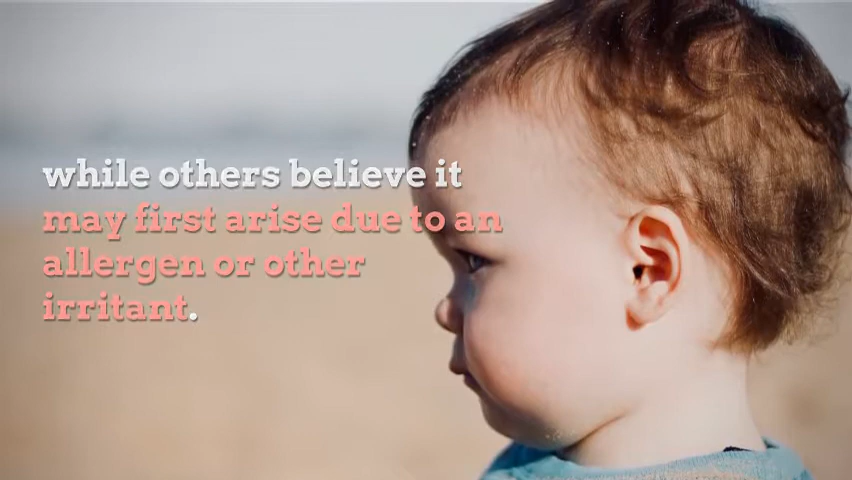 while others believe it
may first arise due to an
allergen or other
irritant.